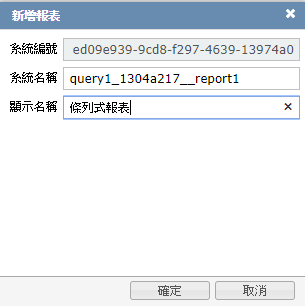 新增報表
系統編號 ed09e939-9cd8-f297-4639-13974a0
系統名稱 query1_1304a217__report1
顯示名稱 條列式報表
確定 取消